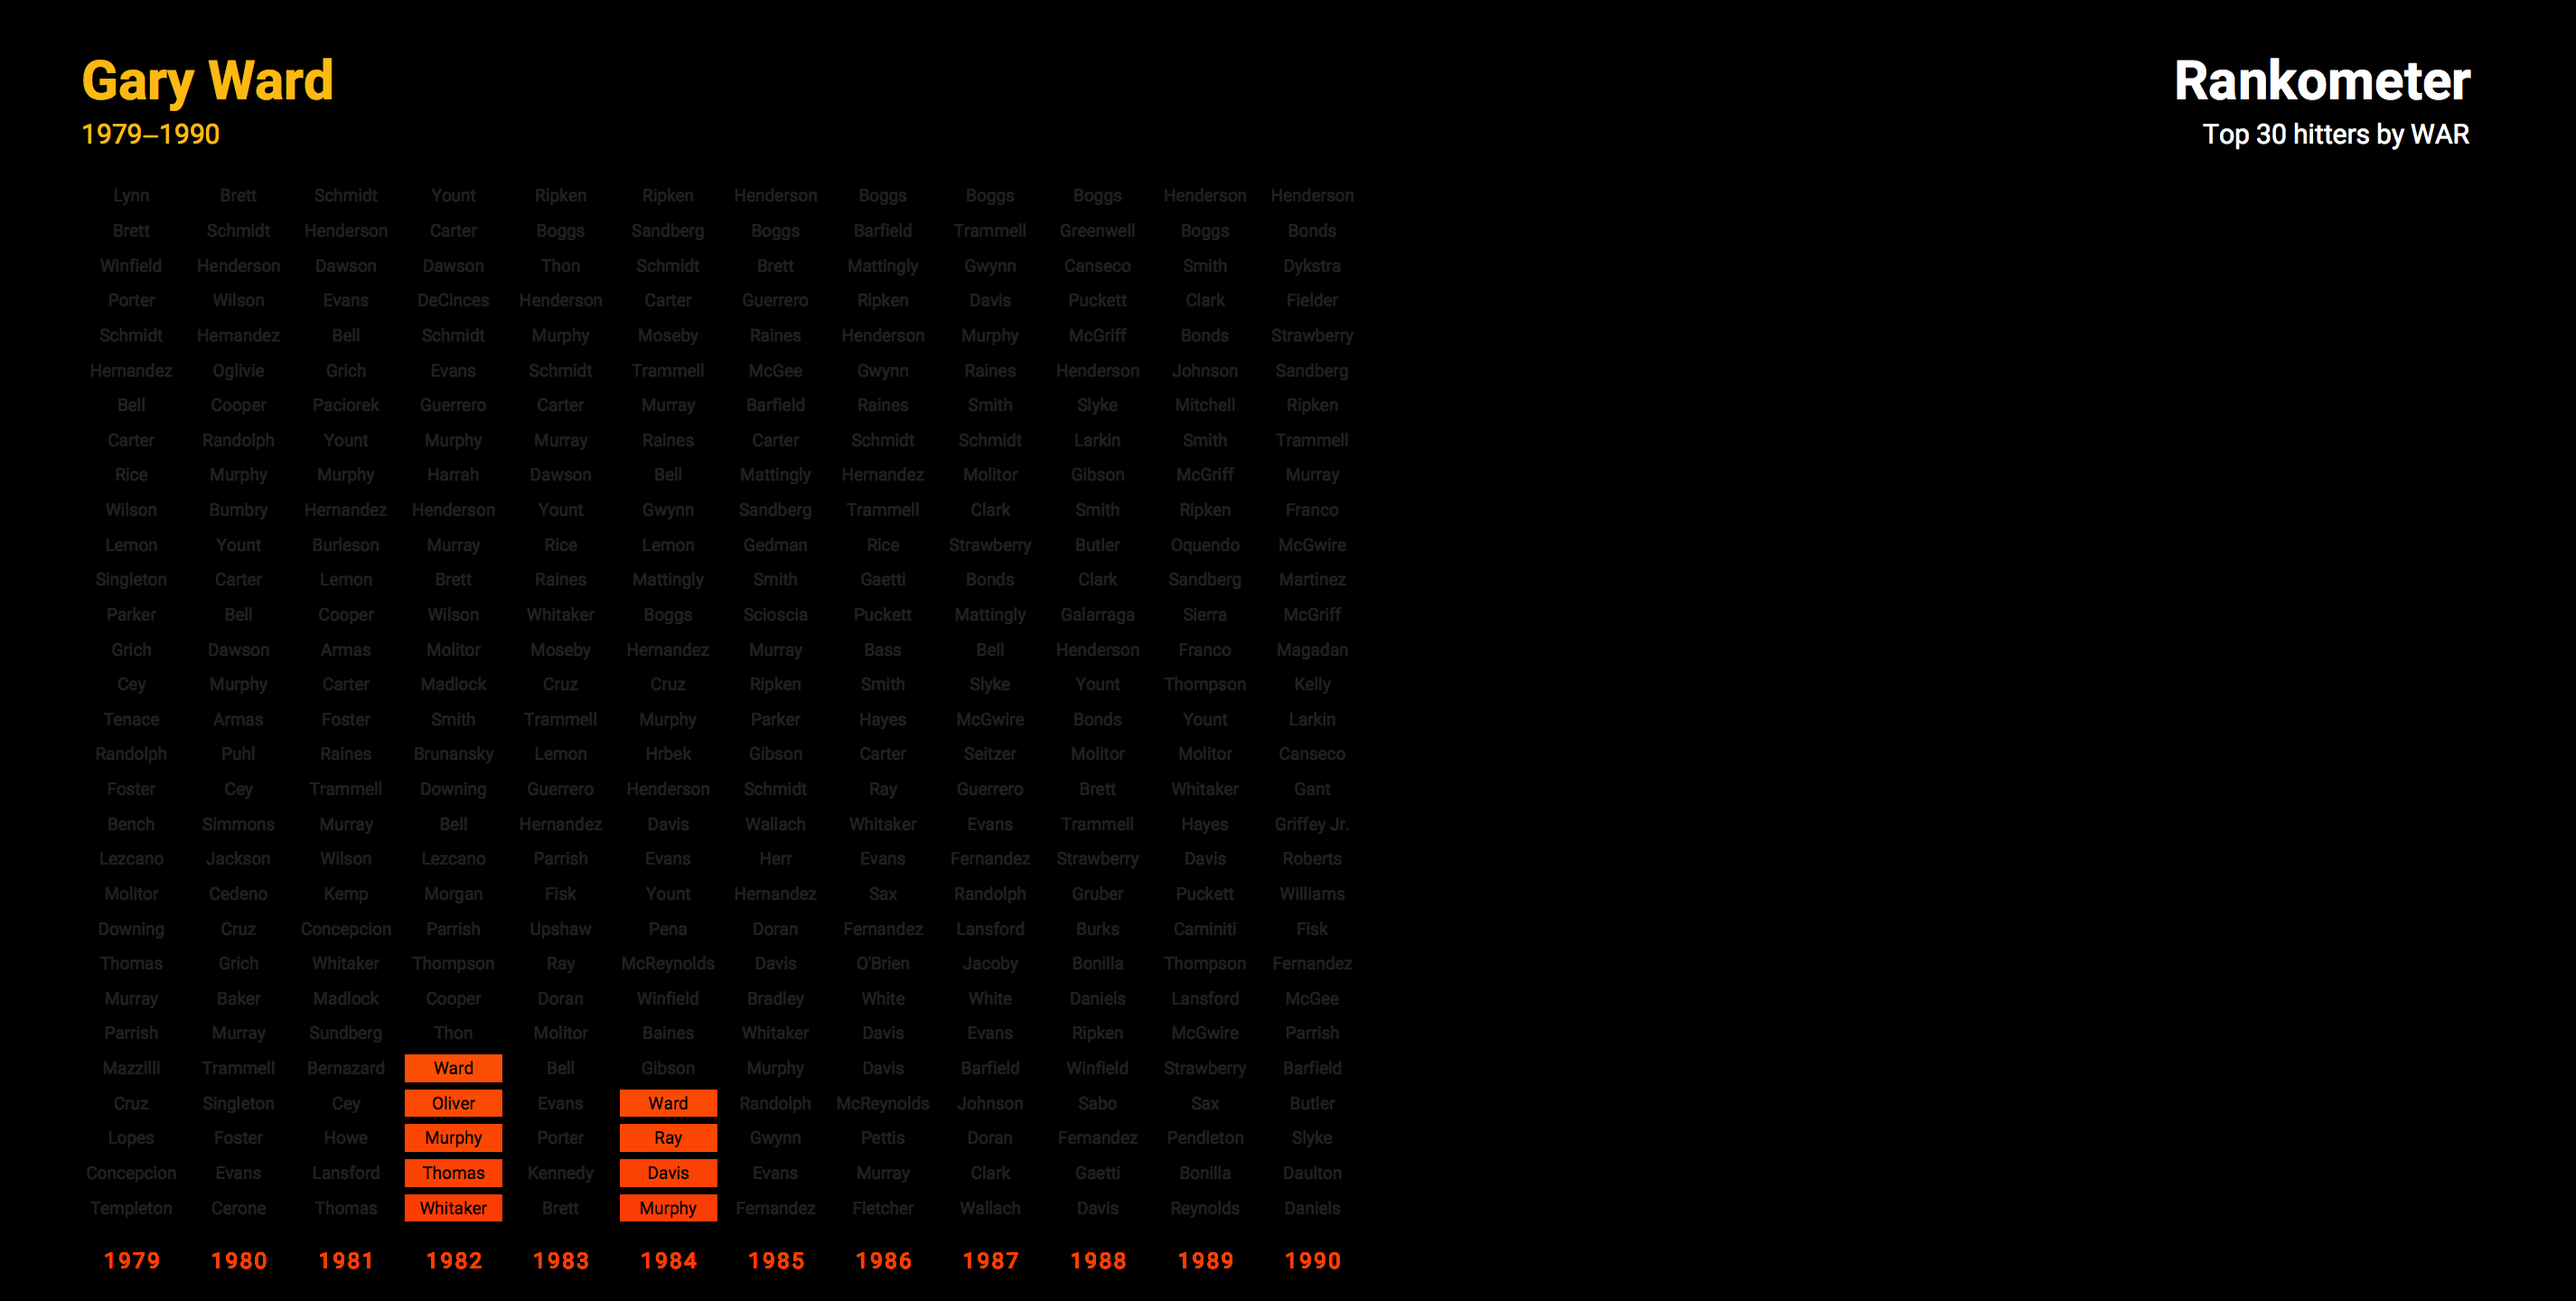 Gary Ward
1979–1990
Rankometer
Top 30 hitters by WAR
Lynn Brett Schmidt Yount Ripken Ripken Henderson Boggs Boggs Boggs Henderson Henderson
Brett Schmidt Henderson Carter Boggs Sandberg Boggs Barfield Trammell Greenwell Boggs Bonds
Winfield Henderson Dawson Dawson Thon Schmidt Brett Mattingly Gwynn Canseco Smith Dykstra
Porter Wilson Evans DeCinces Henderson Carter Guerrero Ripken Davis Puckett Clark Fielder
Schmidt Hernandez Bell Schmidt Murphy Moseby Raines Henderson Murphy McGriff Bonds Strawberry
Hernandez Oglivie Grich Evans Schmidt Trammell McGee Gwynn Raines Henderson Johnson Sandberg
Bell Cooper Paciorek Guerrero Carter Murray Barfield Raines Smith Slyke Mitchell Ripken
Carter Randolph Yount Murphy Murray Raines Carter Schmidt Schmidt Larkin Smith Trammell
Rice Murphy Murphy Harrah Dawson Bell Mattingly Hernandez Molitor Gibson McGriff Murray
Wilson Bumbry Hernandez Henderson Yount Gwynn Sandberg Trammell Clark Smith Ripken Franco
Lemon Yount Burleson Murray Rice Lemon Gedman Rice Strawberry Butler Oquendo McGwire
Singleton Carter Lemon Brett Raines Mattingly Smith Gaetti Bonds Clark Sandberg Martinez
Parker Bell Cooper Wilson Whitaker Boggs Scioscia Puckett Mattingly Galarraga Sierra McGriff
Grich Dawson Armas Molitor Moseby Hernandez Murray Bass Bell Henderson Franco Magadan
Cey Murphy Carter Madlock Cruz Cruz Ripken Smith Slyke Yount Thompson Kelly
Tenace Armas Foster Smith Trammell Murphy Parker Hayes McGwire Bonds Yount Larkin
Randolph Puhl Raines Brunansky Lemon Hrbek Gibson Carter Seitzer Molitor Molitor Canseco
Foster Cey Trammell Downing Guerrero Henderson Schmidt Ray Guerrero Brett Whitaker Gant
Bench Simmons Murray Bell Hernandez Davis Wallach Whitaker Evans Trammell Hayes Griffey Jr.
Lezcano Jackson Wilson Lezcano Parrish Evans Herr Evans Fernandez Strawberry Davis Roberts
Molitor Cedeno Kemp Morgan Fisk Yount Hernandez Sax Randolph Gruber Puckett Williams
Downing Cruz Concepcion Parrish Upshaw Pena Doran Fernandez Lansford Burks Caminiti Fisk
Thomas Grich Whitaker Thompson Ray McReynolds Davis O'Brien Jacoby Bonilla Thompson Fernandez
Murray Baker Madlock Cooper Doran Winfield Bradley White White Daniels Lansford McGee
Parrish Murray Sundberg Thon Molitor Baines Whitaker Davis Evans Ripken McGwire Parrish
Mazzilli Trammell Bernazard Ward Bell Gibson Murphy Davis Barfield Winfield Strawberry Barfield
Cruz Singleton Cey Oliver Evans Ward Randolph McReynolds Johnson Sabo Sax Butler
Lopes Foster Howe Murphy Porter Ray Gwynn Pettis Doran Fernandez Pendleton Slyke
Concepcion Evans Lansford Thomas Kennedy Davis Evans Murray Clark Gaetti Bonilla Daulton
Templeton Cerone Thomas Whitaker Brett Murphy Fernandez Fletcher Wallach Davis Reynolds Daniels
1979 1980 1981 1982 1983 1984 1985 1986 1987 1988 1989 1990